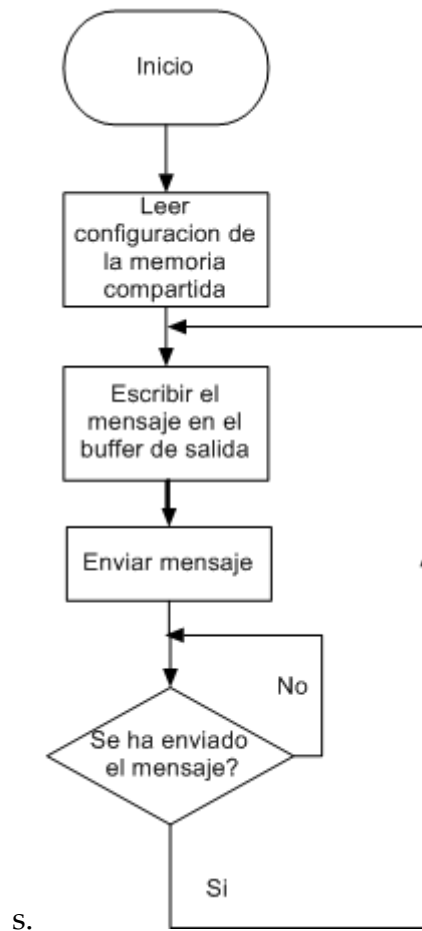 Inicio
Leer
configuracion de
la memoria
compartida
Escribir el
mensaje en el
buffer de salida
Enviar mensaje
No
Se ha enviado
el mensaje?
Si
s.